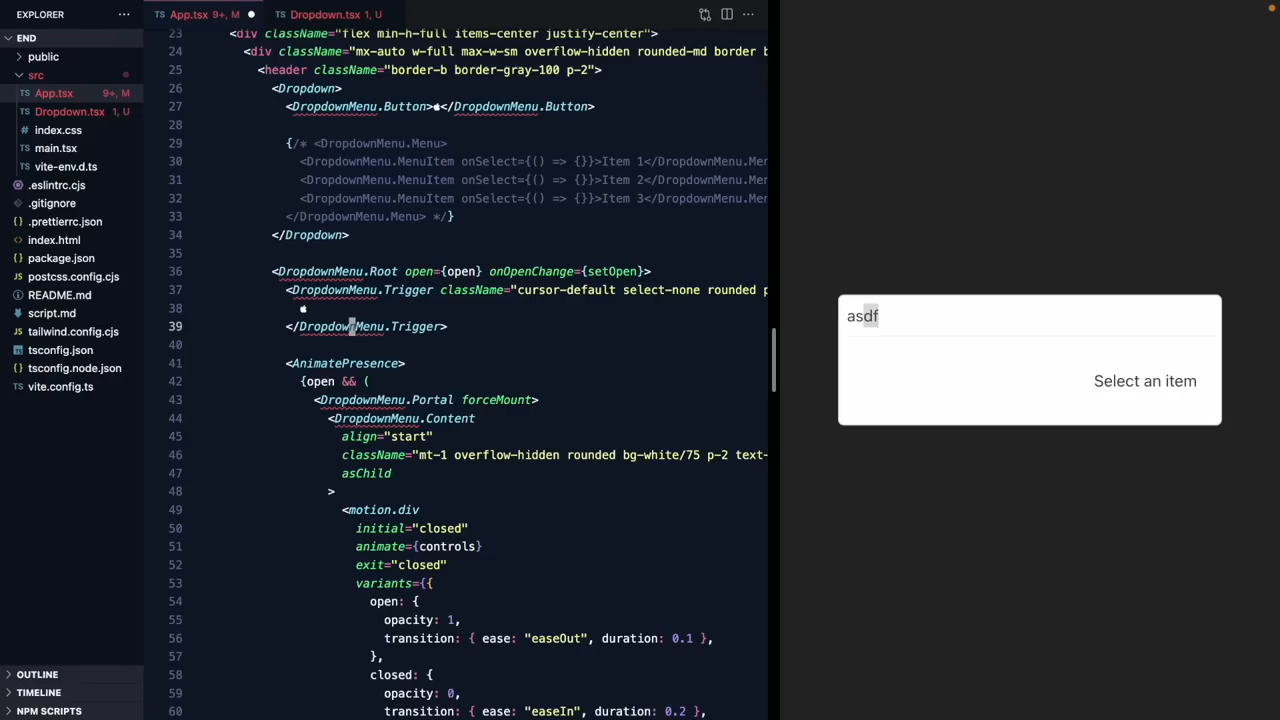 EXPLORER
END
public
src
App.tsx 9+, M
Dropdown.tsx 1, U
index.css
main.tsx
vite-env.d.ts
.eslintrc.cjs
.gitignore
.prettierrc.json
index.html
package.json
postcss.config.cjs
README.md
script.md
tailwind.config.cjs
tsconfig.json
tsconfig.node.json
vite.config.ts
OUTLINE
TIMELINE
NPM SCRIPTS
TS App.tsx 9+, M
TS Dropdown.tsx 1, U
23 <div className="flex min-h-full items-center justify-center">
24 <div className="mx-auto w-full max-w-sm overflow-hidden rounded-md border b
25 <header className="border-b border-gray-100 p-2">
26 <Dropdown>
27 <DropdownMenu.Button></DropdownMenu.Button>
28
29 {/* <DropdownMenu.Menu>
30 <DropdownMenu.MenuItem onSelect={() => {}}>Item 1</DropdownMenu.Men
31 <DropdownMenu.MenuItem onSelect={() => {}}>Item 2</DropdownMenu.Men
32 <DropdownMenu.MenuItem onSelect={() => {}}>Item 3</DropdownMenu.Men
33 </DropdownMenu.Menu> */}
34 </Dropdown>
35
36 <DropdownMenu.Root open={open} onOpenChange={setOpen}>
37 <DropdownMenu.Trigger className="cursor-default select-none rounded p
38 
39 </DropdownMenu.Trigger>
40
41 <AnimatePresence>
42 {open && (
43 <DropdownMenu.Portal forceMount>
44 <DropdownMenu.Content
45 align="start"
46 className="mt-1 overflow-hidden rounded bg-white/75 p-2 text-
47 asChild
48 >
49 <motion.div
50 initial="closed"
51 animate={controls}
52 exit="closed"
53 variants={{
54 open: {
55 opacity: 1,
56 transition: { ease: "easeOut", duration: 0.1 },
57 },
58 closed: {
59 opacity: 0,
60 transition: { ease: "easeIn", duration: 0.2 },
asdf
Select an item